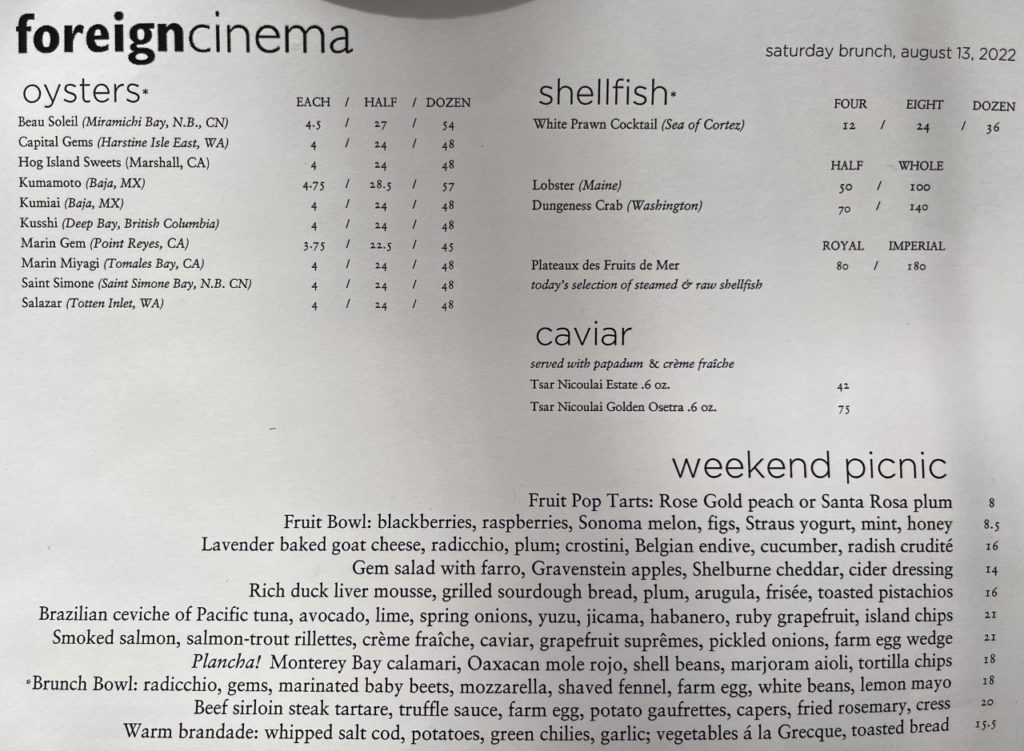 foreigncinema
saturday brunch, august 13, 2022
oysters*
EACH / HALF / DOZEN
Beau Soleil (Miramichi Bay, N.B., CN) 4.5 / 27 / 54
Capital Gems (Harstine Isle East, WA) 4 / 24 / 48
Hog Island Sweets (Marshall, CA) 4 24 48
Kumamoto (Baja, MX) 4.75 / 28.5 / 57
Kumiai (Baja, MX) 4 / 24 / 48
Kusshi (Deep Bay, British Columbia) 4 / 24 / 48
Marin Gem (Point Reyes, CA) 3.75 / 22.5 / 45
Marin Miyagi (Tomales Bay, CA) 4 / 24 / 48
Saint Simone (Saint Simone Bay, N.B. CN) 4 / 24 / 48
Salazar (Totten Inlet, WA) 4 / 24 / 48
shellfish*
FOUR EIGHT DOZEN
White Prawn Cocktail (Sea of Cortez) 12 / 24 / 36
HALF WHOLE
Lobster (Maine) 50 / 100
Dungeness Crab (Washington) 70 / 140
ROYAL IMPERIAL
Plateaux des Fruits de Mer 80 / 180
today's selection of steamed & raw shellfish
caviar
served with papadum & crème fraîche
Tsar Nicoulai Estate .6 oz. 42
Tsar Nicoulai Golden Osetra .6 oz. 75
weekend picnic
Fruit Pop Tarts: Rose Gold peach or Santa Rosa plum 8
Fruit Bowl: blackberries, raspberries, Sonoma melon, figs, Straus yogurt, mint, honey 8.5
Lavender baked goat cheese, radicchio, plum; crostini, Belgian endive, cucumber, radish crudité 16
Gem salad with farro, Gravenstein apples, Shelburne cheddar, cider dressing 14
Rich duck liver mousse, grilled sourdough bread, plum, arugula, frisée, toasted pistachios 16
Brazilian ceviche of Pacific tuna, avocado, lime, spring onions, yuzu, jicama, habanero, ruby grapefruit, island chips 21
Smoked salmon, salmon-trout rillettes, crème fraîche, caviar, grapefruit suprêmes, pickled onions, farm egg wedge 21
Plancha! Monterey Bay calamari, Oaxacan mole rojo, shell beans, marjoram aioli, tortilla chips 18
*Brunch Bowl: radicchio, gems, marinated baby beets, mozzarella, shaved fennel, farm egg, white beans, lemon mayo 18
Beef sirloin steak tartare, truffle sauce, farm egg, potato gaufrettes, capers, fried rosemary, cress 20
Warm brandade: whipped salt cod, potatoes, green chilies, garlic; vegetables á la Grecque, toasted bread 15.5